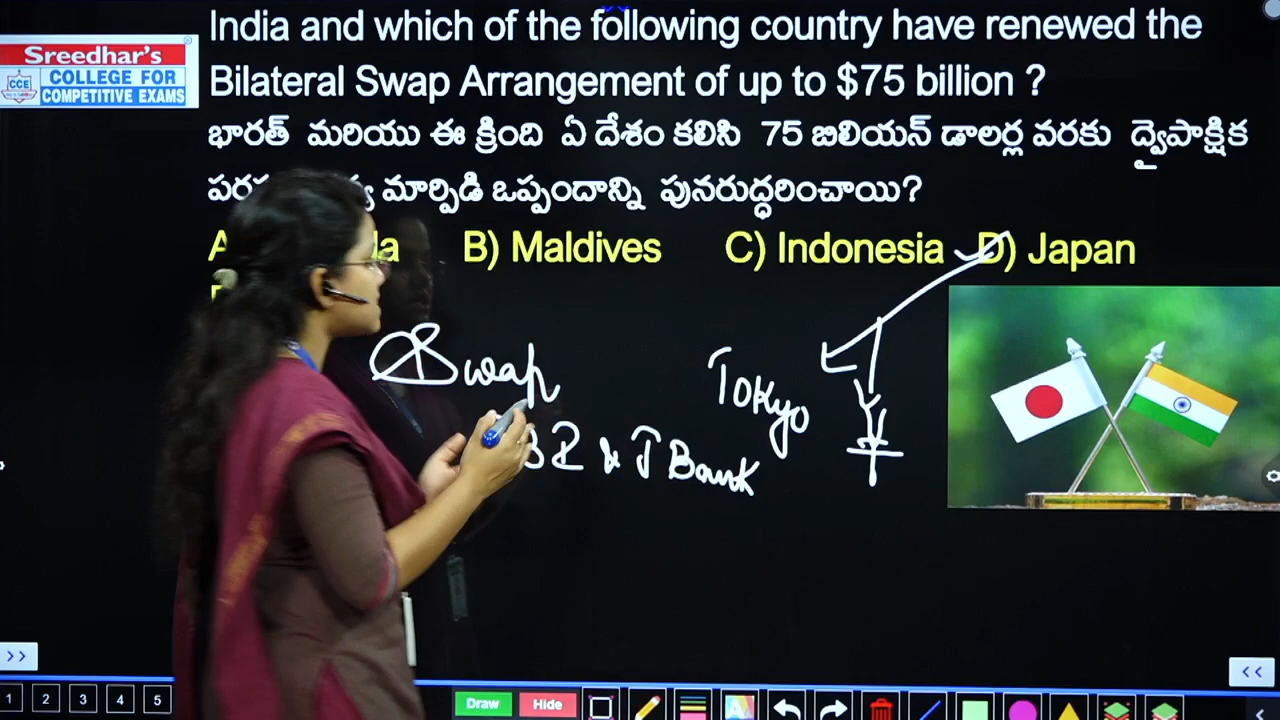 India and which of the following country have renewed the
Sreedhar's
COLLEGE FOR
COMPETITIVE EXAMS
CCE
Bilateral Swap Arrangement of up to $75 billion ?
భారత్ మరియు ఈ క్రింది ఏ దేశం కలిసి 75 బిలియన్ డాలర్ల వరకు ద్వైపాక్షిక
మార్పిడి ఒప్పందాన్ని పునరుద్ధరించాయి?
B) Maldives C) Indonesia D) Japan
Swap
Tokyo
¥
& J Bank
>>
<<
1 2 3 4 5
Draw Hide